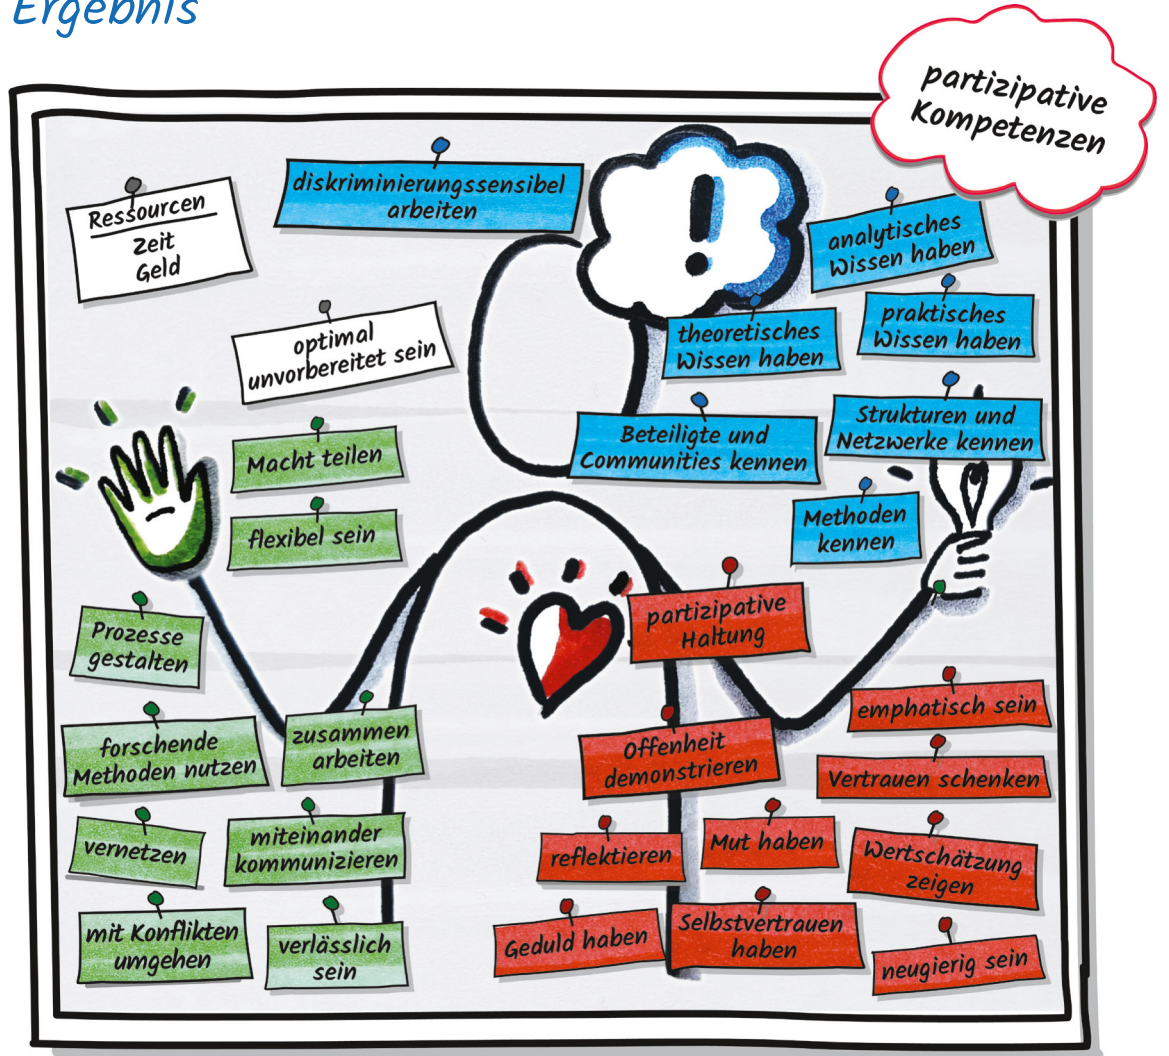 Ergebnis
partizipative
Kompetenzen
diskriminierungssensibel
arbeiten
Ressourcen
Zeit
Geld
optimal
unvorbereitet sein
analytisches
Wissen haben
praktisches
Wissen haben
theoretisches
Wissen haben
Strukturen und
Netzwerke kennen
Beteiligte und
Communities kennen
Methoden
kennen
Macht teilen
flexibel sein
Prozesse
gestalten
forschende
Methoden nutzen
zusammen
arbeiten
vernetzen
miteinander
kommunizieren
mit Konflikten
umgehen
verlässlich
sein
partizipative
Haltung
emphatisch sein
Offenheit
demonstrieren
Vertrauen schenken
reflektieren
Mut haben
Wertschätzung
zeigen
Geduld haben
Selbstvertrauen
haben
neugierig sein
!